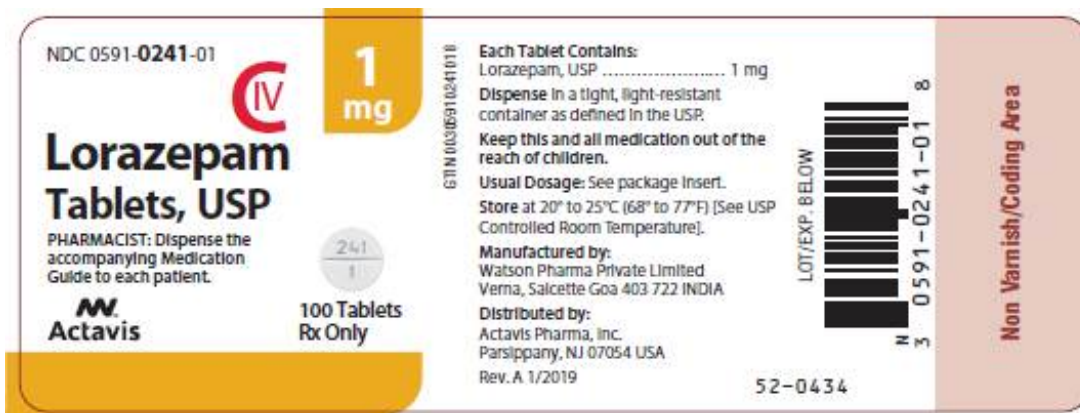 NDC 0591-0241-01
CIV
1
mg
Lorazepam
Tablets, USP
PHARMACIST: Dispense the
accompanying Medication
Guide to each patient.
241
1
Actavis
100 Tablets
Rx Only
GTIN 00305910241018
Each Tablet Contains:
Lorazepam, USP ...................... 1 mg
Dispense in a tight, light-resistant
container as defined in the USP.
Keep this and all medication out of the
reach of children.
Usual Dosage: See package insert.
Store at 20° to 25°C (68° to 77°F) [See USP
Controlled Room Temperature].
Manufactured by:
Watson Pharma Private Limited
Verna, Salcette Goa 403 722 INDIA
Distributed by:
Actavis Pharma, Inc.
Parsippany, NJ 07054 USA
Rev. A 1/2019
52-0434
LOT/EXP. BELOW
N
3 0591-0241-01 8
Non Varnish/Coding Area